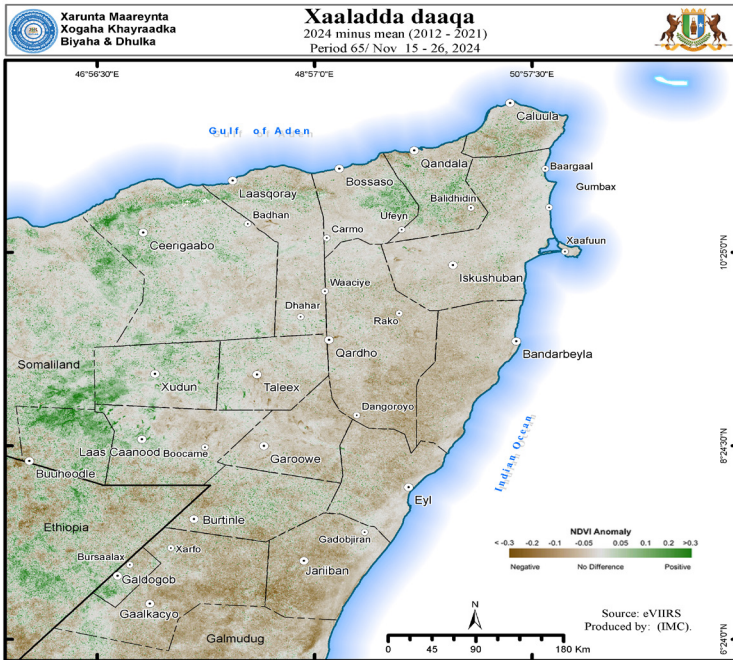 Xarunta Maareynta
Xogaha Khayraadka
Biyaha & Dhulka
Xaaladda daaqa
2024 minus mean (2012 - 2021)
Period 65/ Nov 15 - 26, 2024
46°56'30"E
48°57'0"E
50°57'30"E
Gulf of Aden
Caluula
Qandala
Bossaso
Baargaal
Laasqoray
Gumbax
Badhan
Balidhidin
Ufeyn
Ceerigaabo
Carmo
Xaafuun
10°25'0"N
Iskushuban
Waaciye
Dhahar
Rako
Qardho
Bandarbeyla
Somaliland
Xudun
Taleex
Dangoroyo
Laas Caanood
Boocame
Garoowe
8°24'30"N
Buuhoodle
Indian Ocean
Eyl
Burtinle
Ethiopia
Gadobjiran
Xarfo
Bursaalax
Jariiban
Galdogob
Gaalkacyo
Galmudug.
6°24'0"N
NDVI Anomaly
< -0.3 -0.2 -0.1 -0.05 0.05 0.1 0.2 >0.3
Negative No Difference Positive
N
0 45 90 180 Km
Source: eVIIRS
Produced by: (IMC).